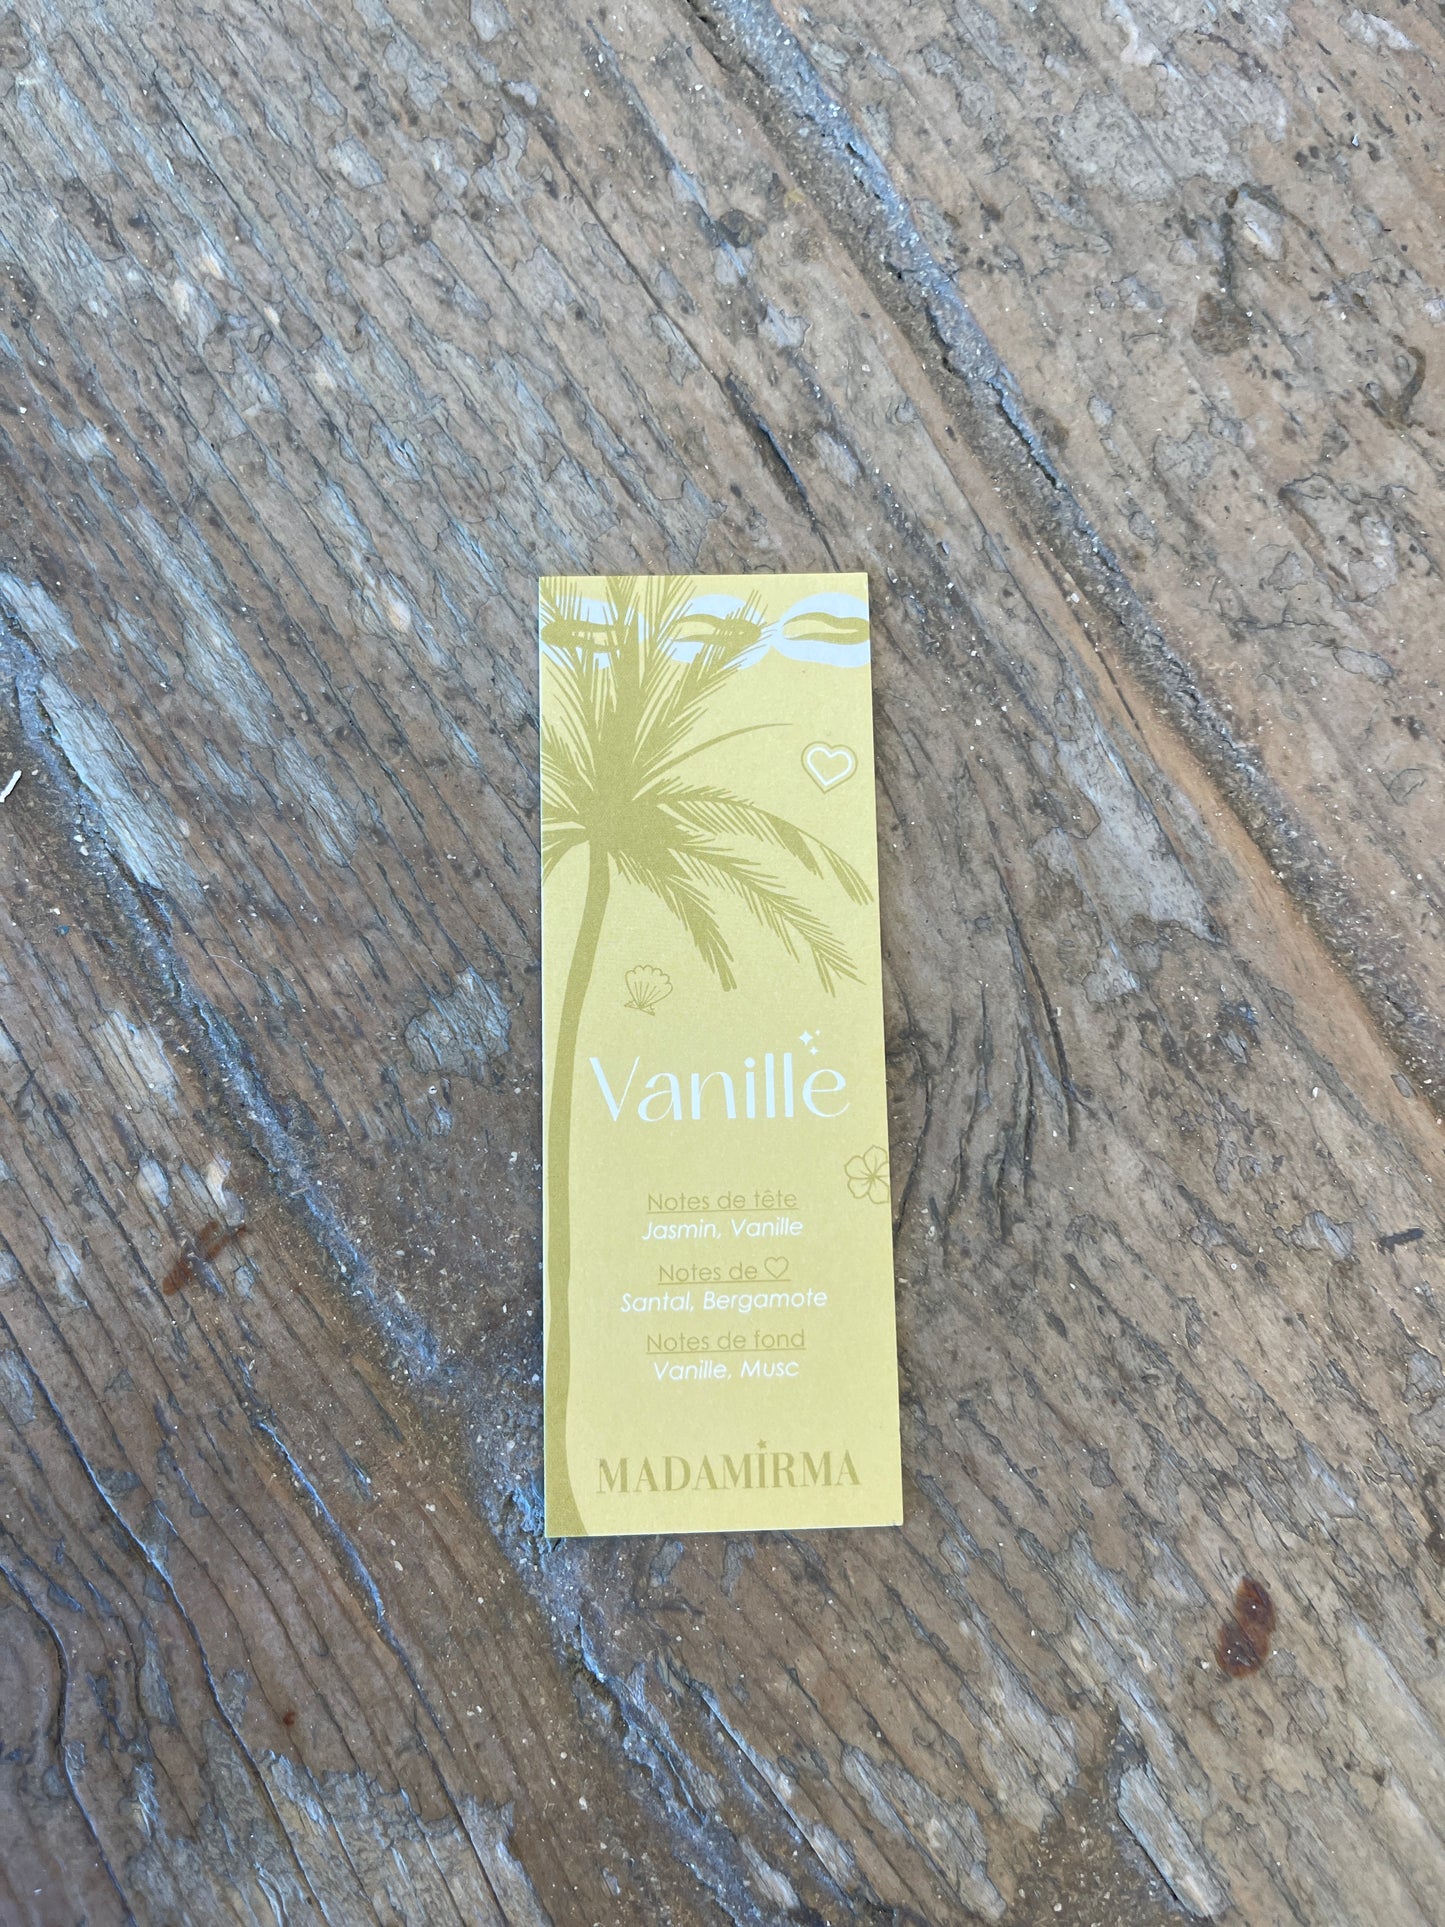 Vanille
Notes de tête
Jasmin, Vanille
Notes de ♡
Santal, Bergamote
Notes de fond
Vanille, Musc
MADAMIRMA